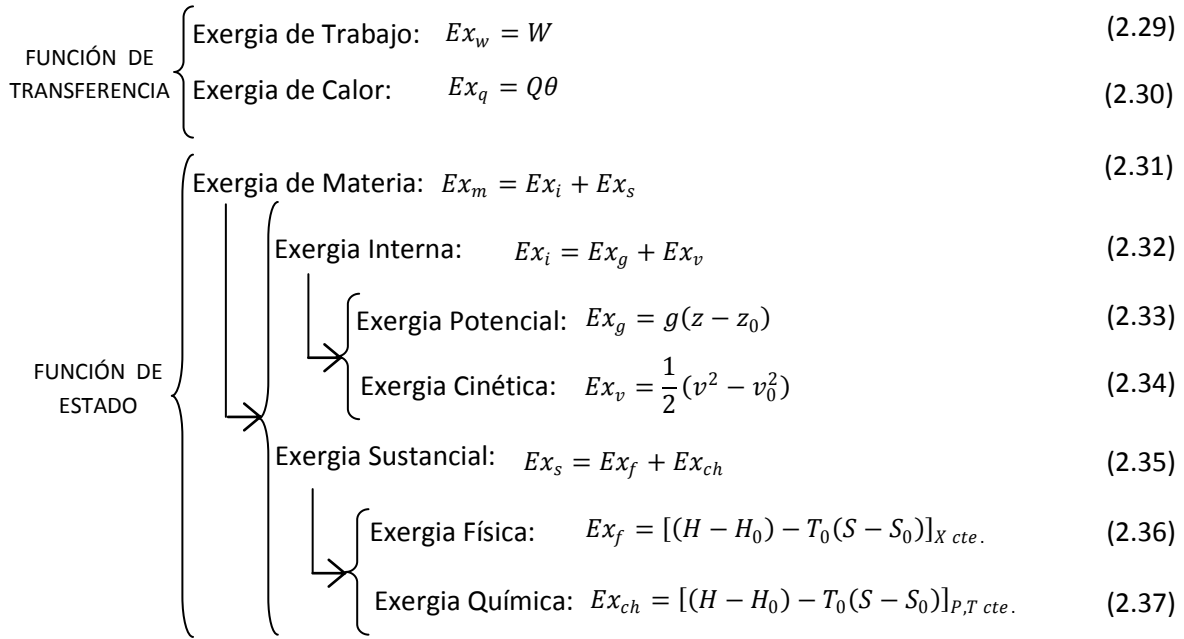 FUNCIÓN DE
TRANSFERENCIA
Exergia de Trabajo: Ex_w = W (2.29)
Exergia de Calor: Ex_q = Qθ (2.30)
FUNCIÓN DE
ESTADO
Exergia de Materia: Ex_m = Ex_i + Ex_s (2.31)
Exergia Interna: Ex_i = Ex_g + Ex_v (2.32)
Exergia Potencial: Ex_g = g(z − z_0) (2.33)
Exergia Cinética: Ex_v = 1/2 (v^2 − v_0^2) (2.34)
Exergia Sustancial: Ex_s = Ex_f + Ex_ch (2.35)
Exergia Física: Ex_f = [(H − H_0) − T_0(S − S_0)]_X cte. (2.36)
Exergia Química: Ex_ch = [(H − H_0) − T_0(S − S_0)]_P,T cte. (2.37)